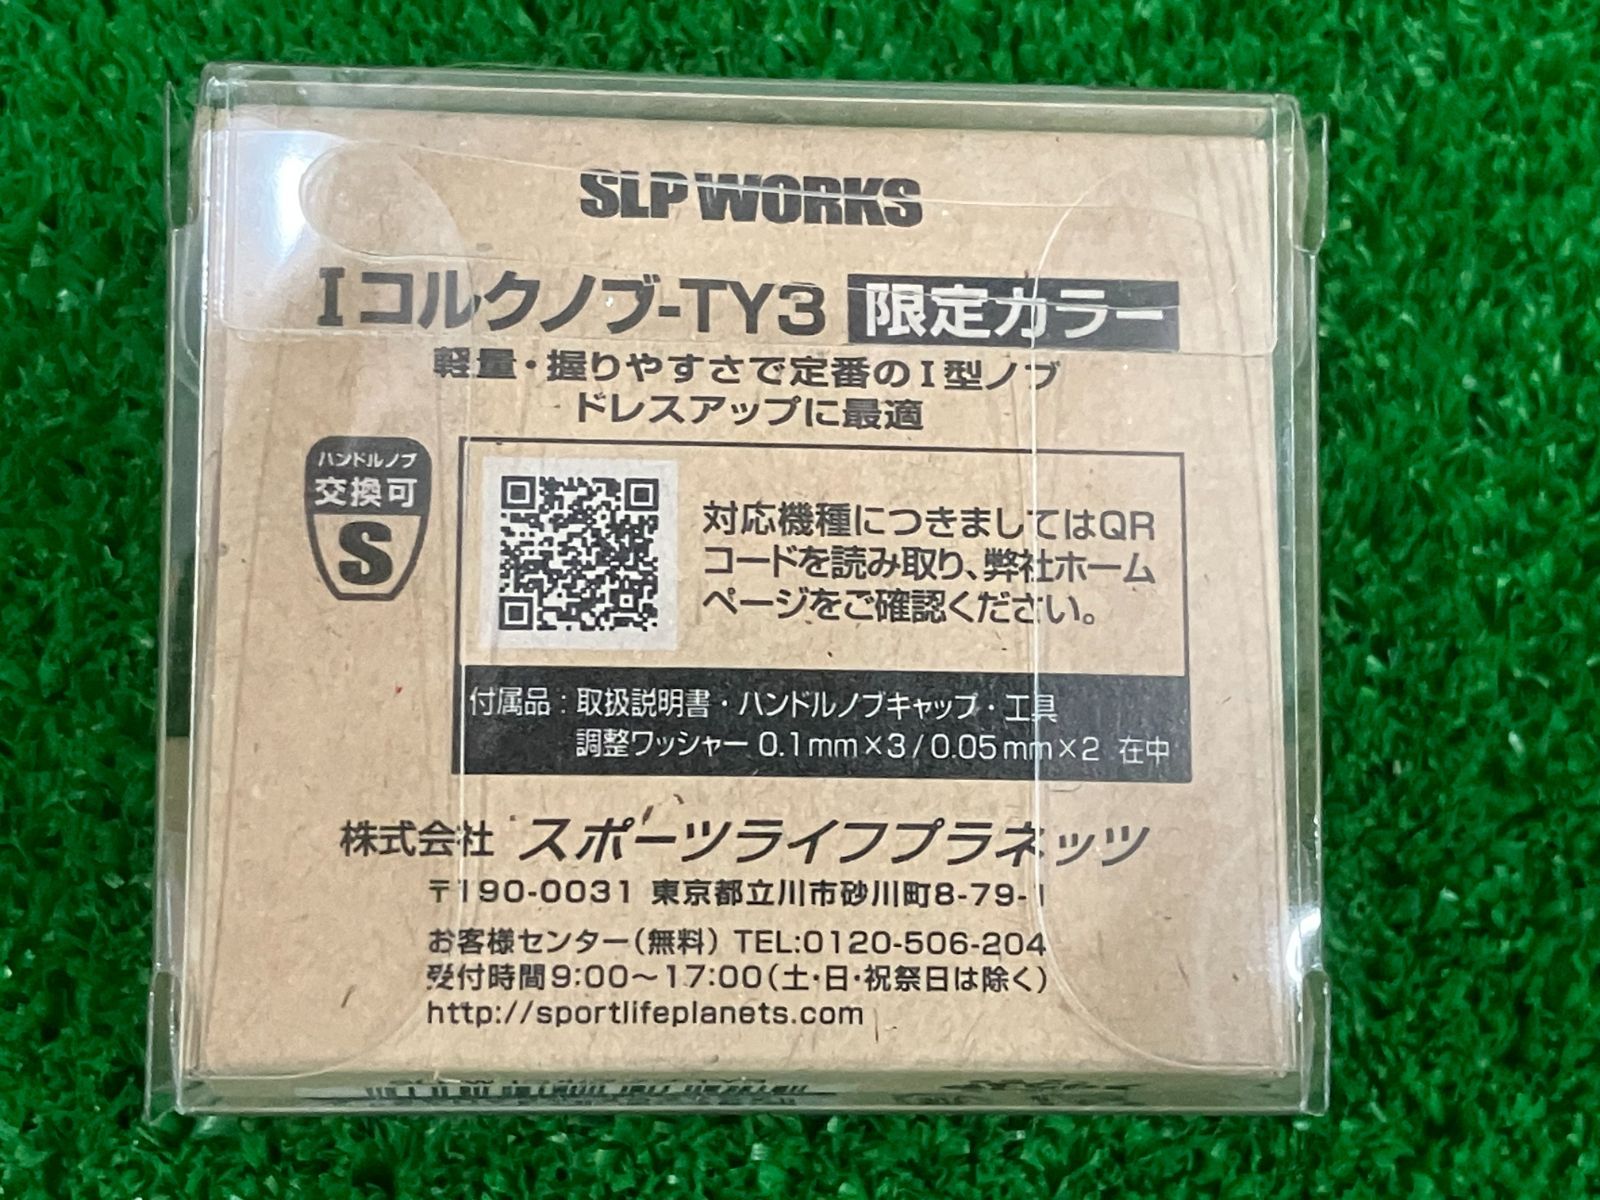 SLP WORKS
Iコルクノブ-TY3 限定カラー
軽量・握りやすさで定番のI型ノブ
ドレスアップに最適
ハンドルノブ
交換可
S
対応機種につきましてはQR
コードを読み取り、弊社ホーム
ページをご確認ください。
付属品：取扱説明書・ハンドルノブキャップ・工具
調整ワッシャー 0.1mm×3/0.05mm×2 在中
株式会社 スポーツライフプラネッツ
〒190-0031 東京都立川市砂川町8-79-1
お客様センター(無料) TEL:0120-506-204
受付時間9:00〜17:00(土・日・祝祭日は除く)
http://sportlifeplanets.com